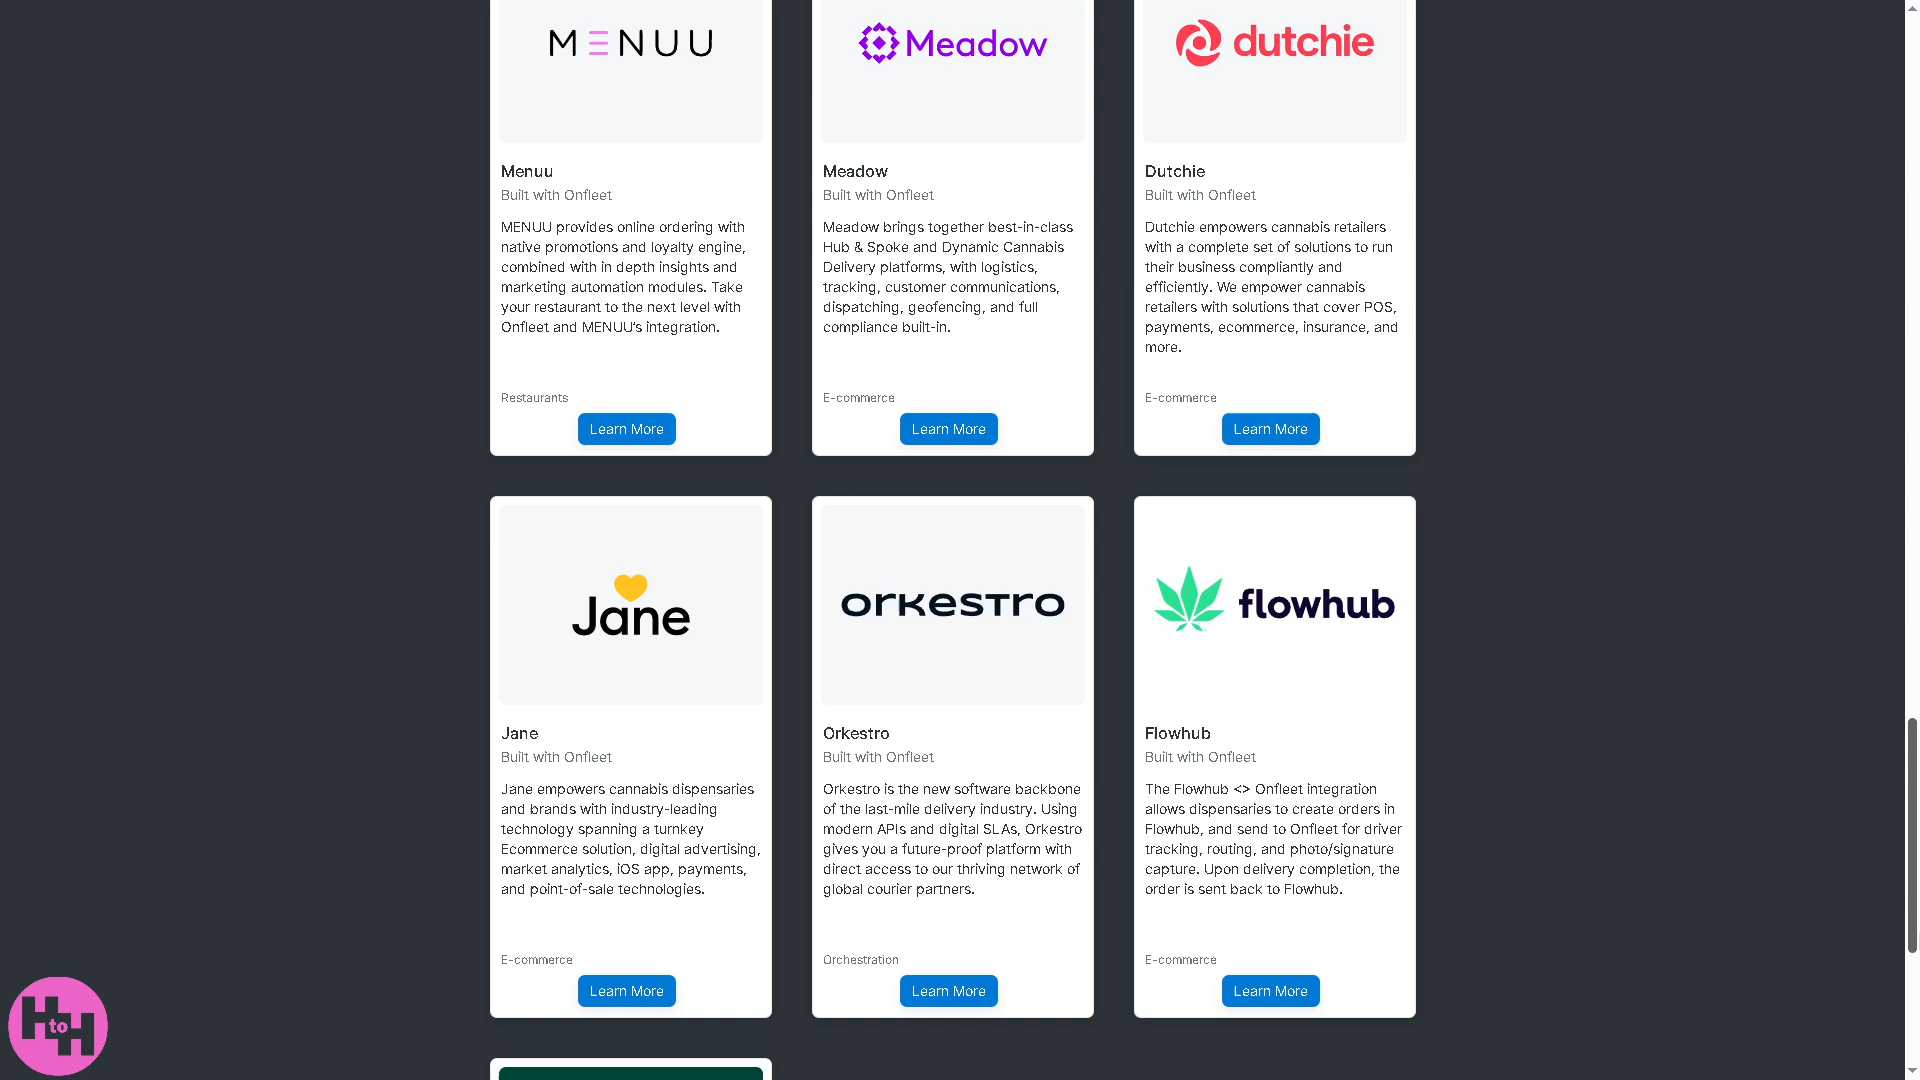 MENUU
Meadow
dutchie
Menuu
Built with Onfleet
MENUU provides online ordering with
native promotions and loyalty engine,
combined with in depth insights and
marketing automation modules. Take
your restaurant to the next level with
Onfleet and MENUU's integration.
Restaurants
Learn More
Meadow
Built with Onfleet
Meadow brings together best-in-class
Hub & Spoke and Dynamic Cannabis
Delivery platforms, with logistics,
tracking, customer communications,
dispatching, geofencing, and full
compliance built-in.
E-commerce
Learn More
Dutchie
Built with Onfleet
Dutchie empowers cannabis retailers
with a complete set of solutions to run
their business compliantly and
efficiently. We empower cannabis
retailers with solutions that cover POS,
payments, ecommerce, insurance, and
more.
E-commerce
Learn More
Jane
orkestro
flowhub
Jane
Built with Onfleet
Jane empowers cannabis dispensaries
and brands with industry-leading
technology spanning a turnkey
Ecommerce solution, digital advertising,
market analytics, iOS app, payments,
and point-of-sale technologies.
E-commerce
Learn More
Orkestro
Built with Onfleet
Orkestro is the new software backbone
of the last-mile delivery industry. Using
modern APIs and digital SLAs, Orkestro
gives you a future-proof platform with
direct access to our thriving network of
global courier partners.
Orchestration
Learn More
Flowhub
Built with Onfleet
The Flowhub <> Onfleet integration
allows dispensaries to create orders in
Flowhub, and send to Onfleet for driver
tracking, routing, and photo/signature
capture. Upon delivery completion, the
order is sent back to Flowhub.
E-commerce
Learn More
H to H